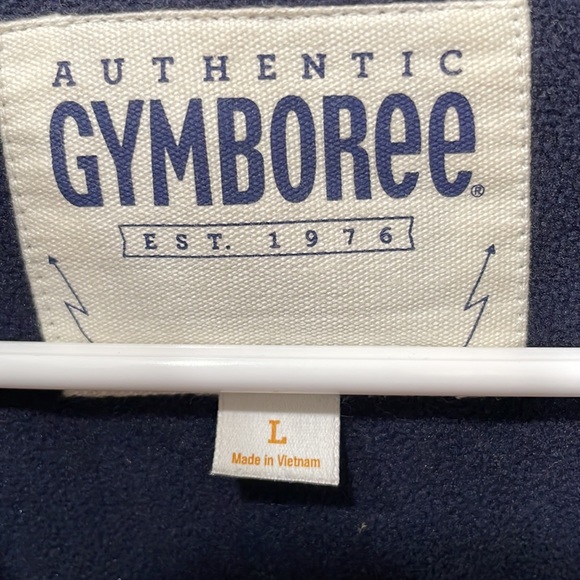 AUTHENTIC
GYMBOREE®
EST. 1976
L
Made in Vietnam